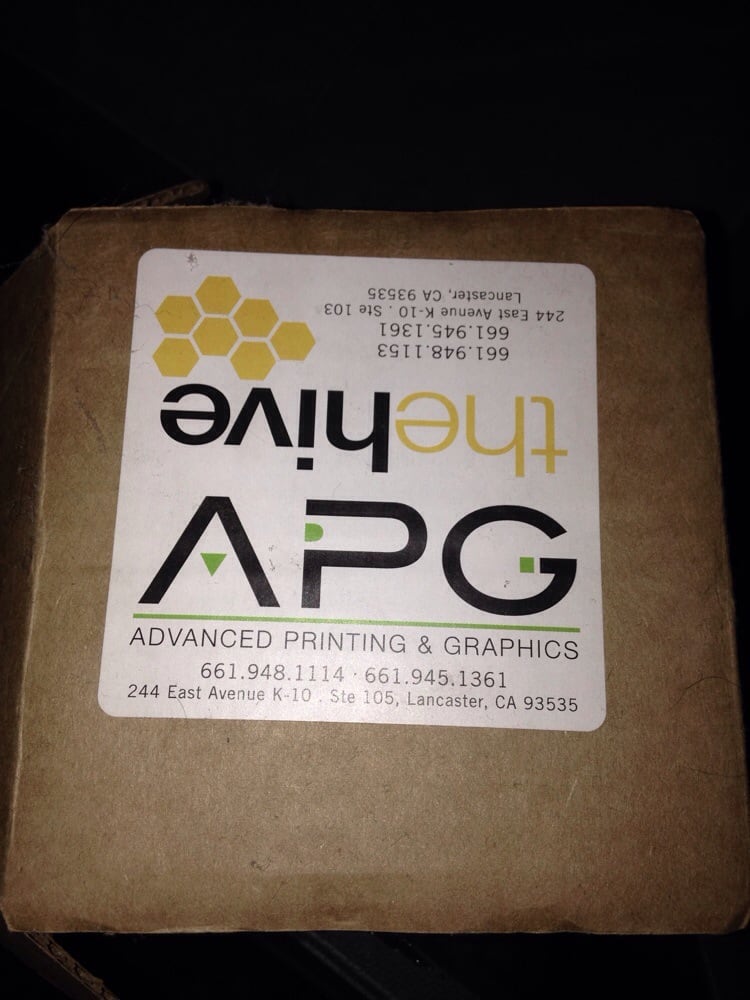 APG
ADVANCED PRINTING & GRAPHICS
661.948.1114 · 661.945.1361
244 East Avenue K-10 . Ste 105, Lancaster, CA 93535
thehive
661.948.1153
661.945.1361
244 East Avenue K-10 . Ste 103
Lancaster, CA 93535